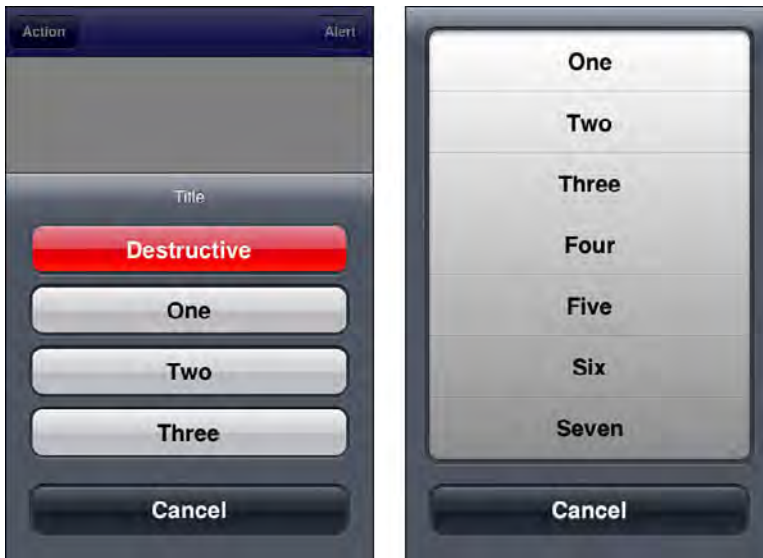 Action
Alert
Title
Destructive
One
Two
Three
Cancel
One
Two
Three
Four
Five
Six
Seven
Cancel